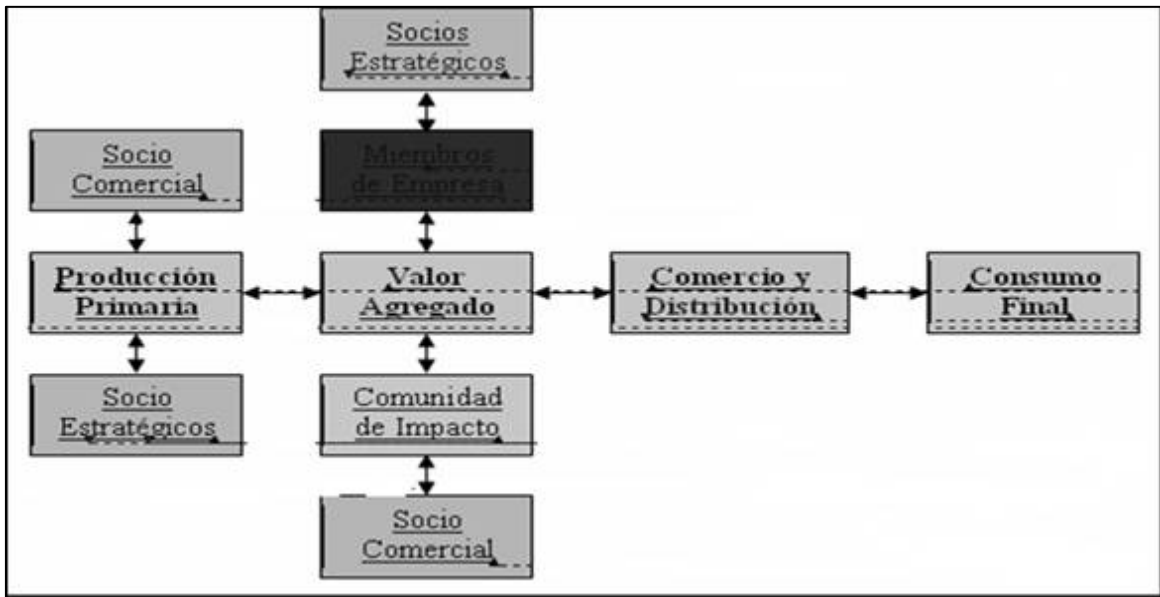 Socios
Estratégicos
Socio
Comercial
Miembros
de Empresa
Producción
Primaria
Valor
Agregado
Comercio y
Distribución
Consumo
Final
Socio
Estratégicos
Comunidad
de Impacto
Socio
Comercial